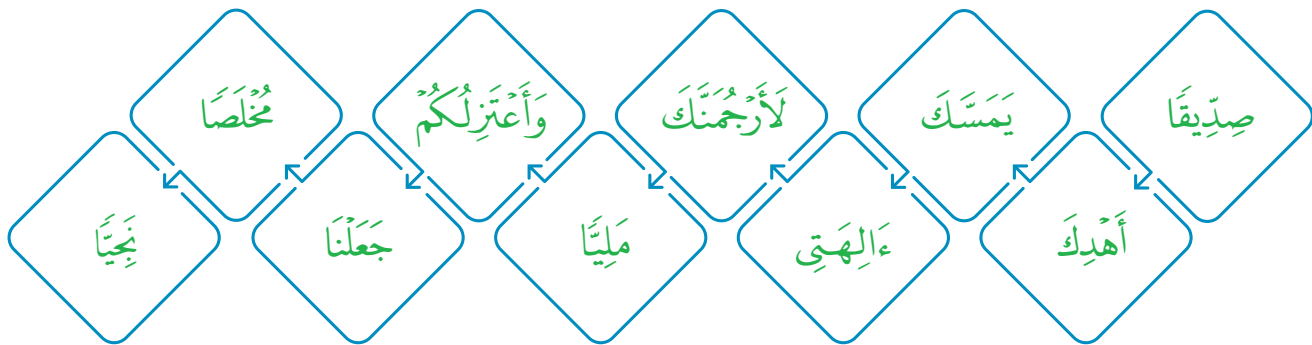 صِدِّيقًا
أَهۡدِكَ
يَمَسَّكَ
ءَالِهَتِى
لَأَرۡجُمَنَّكَ
مَلِيًّا
وَأَعۡتَزِلُكُمۡ
جَعَلۡنَا
مُخۡلَصًا
نَجِيًّا